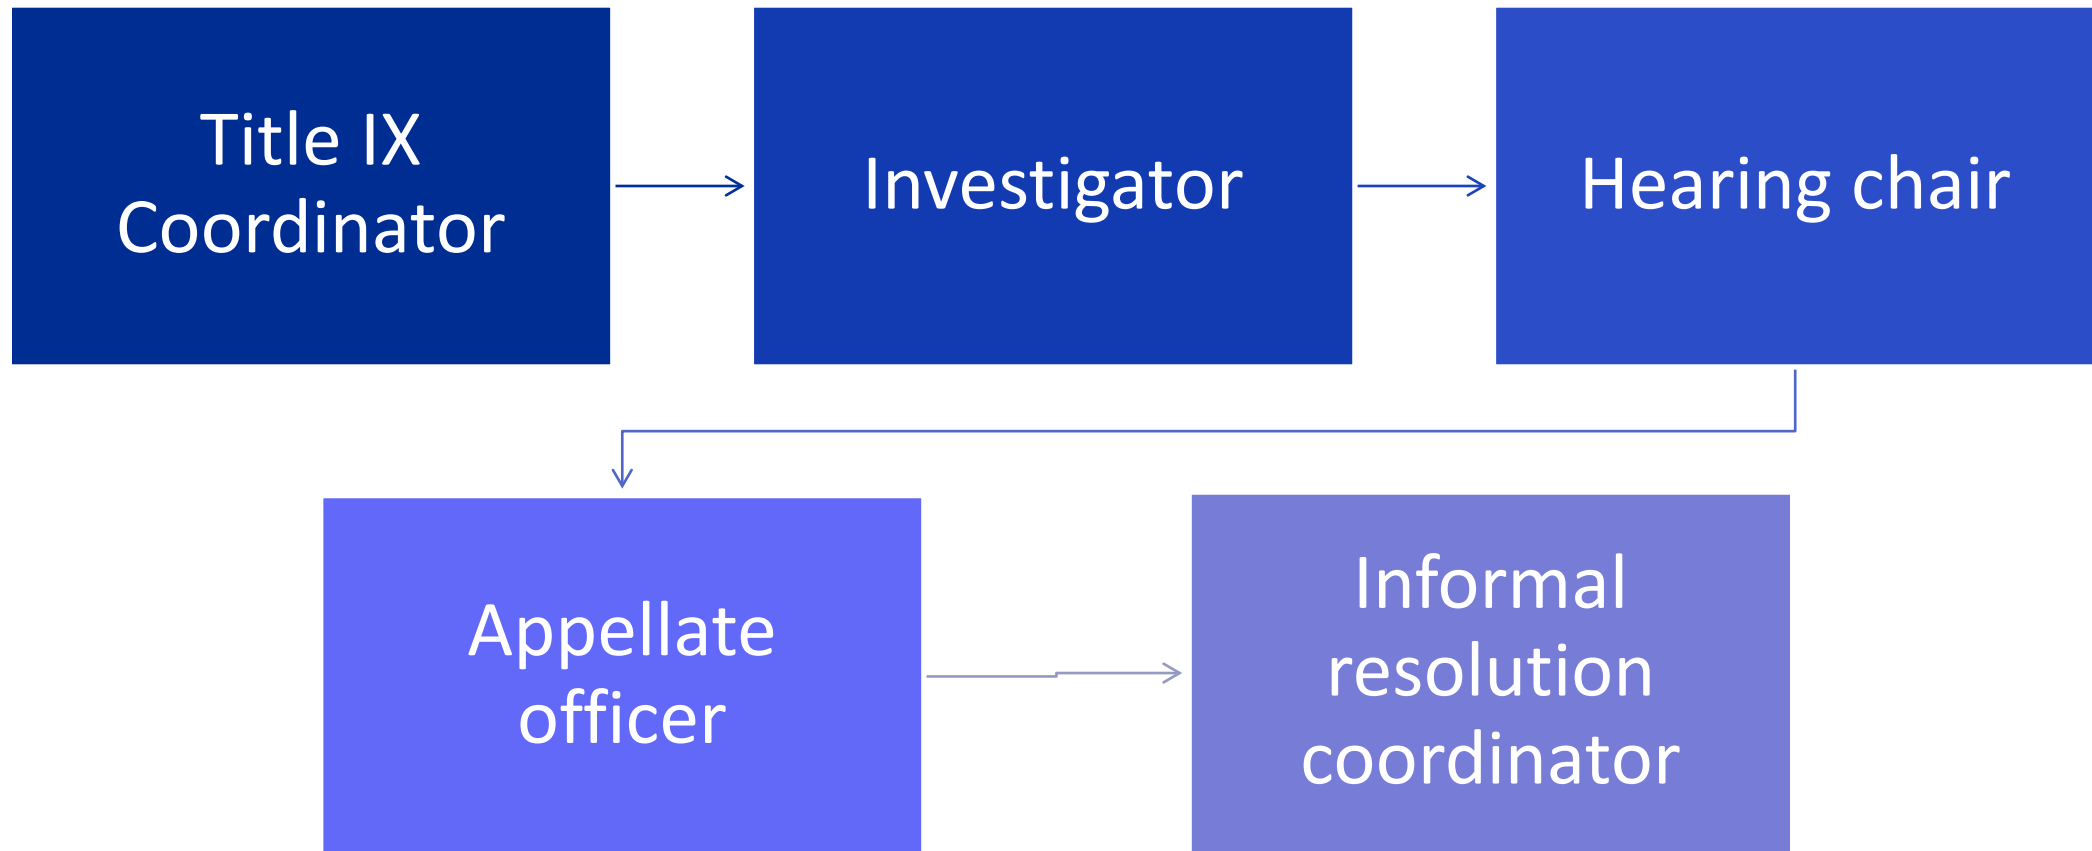 Title IX
Coordinator
Investigator
Hearing chair
Appellate
officer
Informal
resolution
coordinator